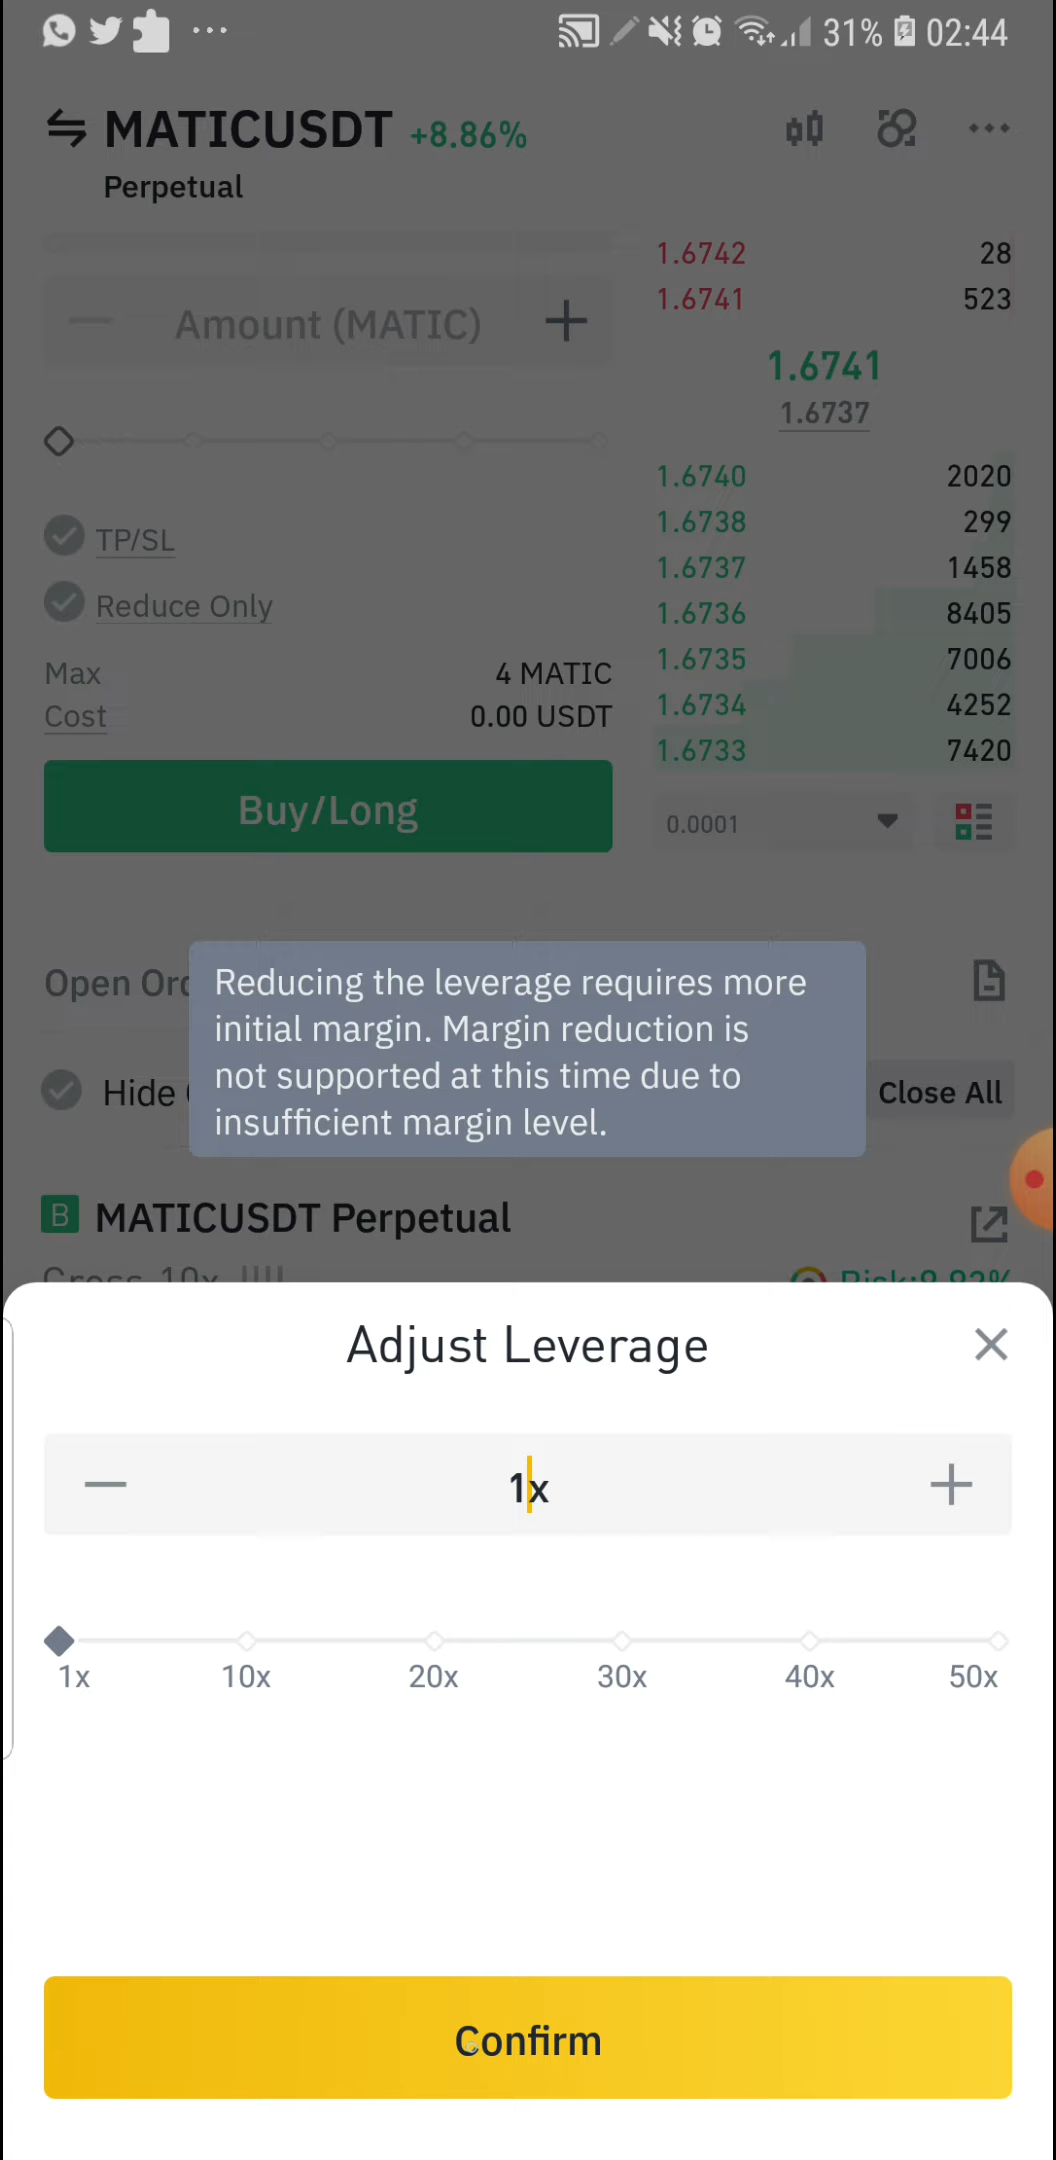 31% 02:44
MATICUSDT +8.86%
Perpetual
1.6742 28
1.6741 523
Amount (MATIC)
1.6741
1.6737
1.6740 2020
1.6738 299
1.6737 1458
1.6736 8405
1.6735 7006
1.6734 4252
1.6733 7420
TP/SL
Reduce Only
Max 4 MATIC
Cost 0.00 USDT
Buy/Long
0.0001
Open
Reducing the leverage requires more
initial margin. Margin reduction is
not supported at this time due to
insufficient margin level.
Hide
Close All
B MATICUSDT Perpetual
Cross 10x
Adjust Leverage
1x
1x 10x 20x 30x 40x 50x
Confirm